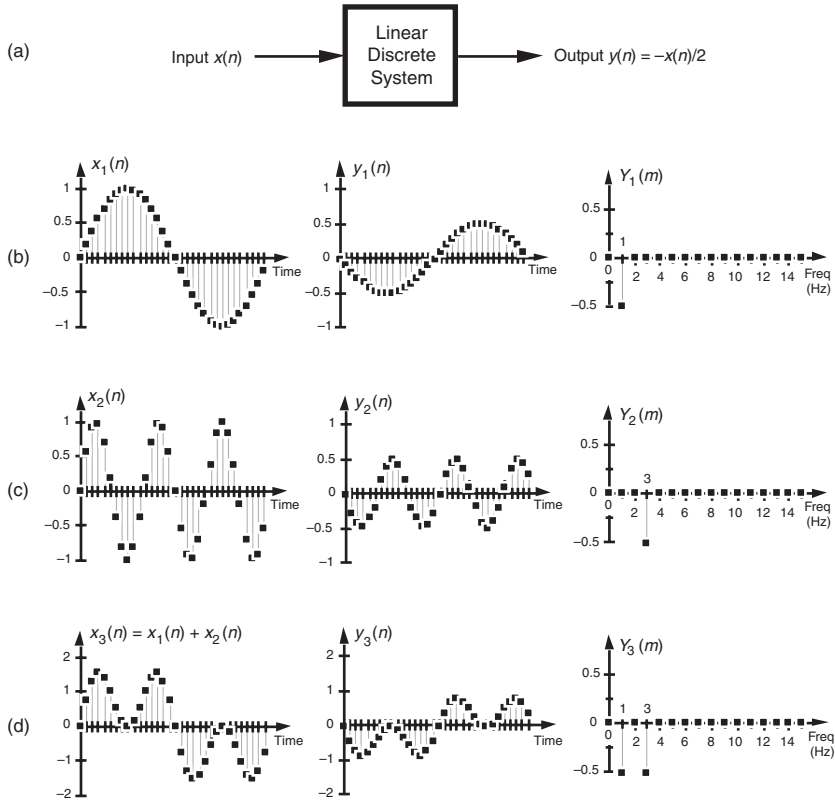 (a)
Input x(n)
Linear
Discrete
System
Output y(n) = –x(n)/2
(b)
x1(n)
1
0.5
0
–0.5
–1
Time
y1(n)
1
0.5
0
–0.5
–1
Time
Y1(m)
0.5
0
–0.5
1
0 2 4 6 8 10 12 14
Freq
(Hz)
(c)
x2(n)
1
0.5
0
–0.5
–1
Time
y2(n)
1
0.5
0
–0.5
–1
Time
Y2(m)
0.5
0
–0.5
3
0 2 4 6 8 10 12 14
Freq
(Hz)
(d)
x3(n) = x1(n) + x2(n)
2
1
0
–1
–2
Time
y3(n)
2
1
0
–1
–2
Time
Y3(m)
0.5
0
–0.5
1 3
0 2 4 6 8 10 12 14
Freq
(Hz)